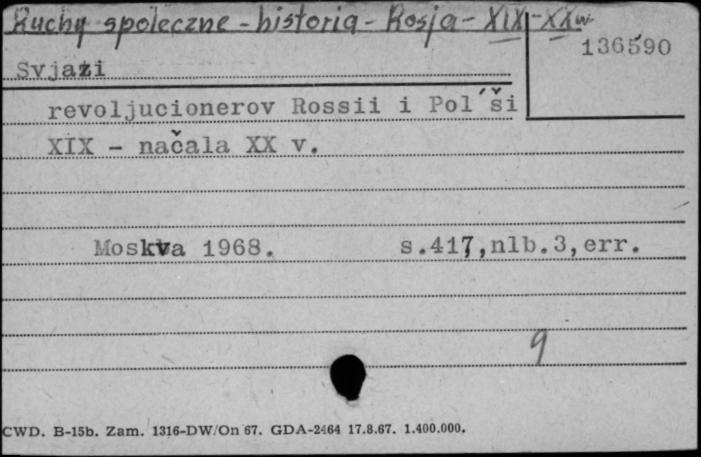 Ruchy społeczne - historia - Rosja - XIX - XX w.
136590
Svjazi
revoljucionerov Rossii i Pol´ši
XIX - načala XX v.
Moskva 1968. s.417,nlb.3,err.
9
CWD. B-15b. Zam. 1316-DW/On 67. GDA-2464 17.8.67. 1.400.000.